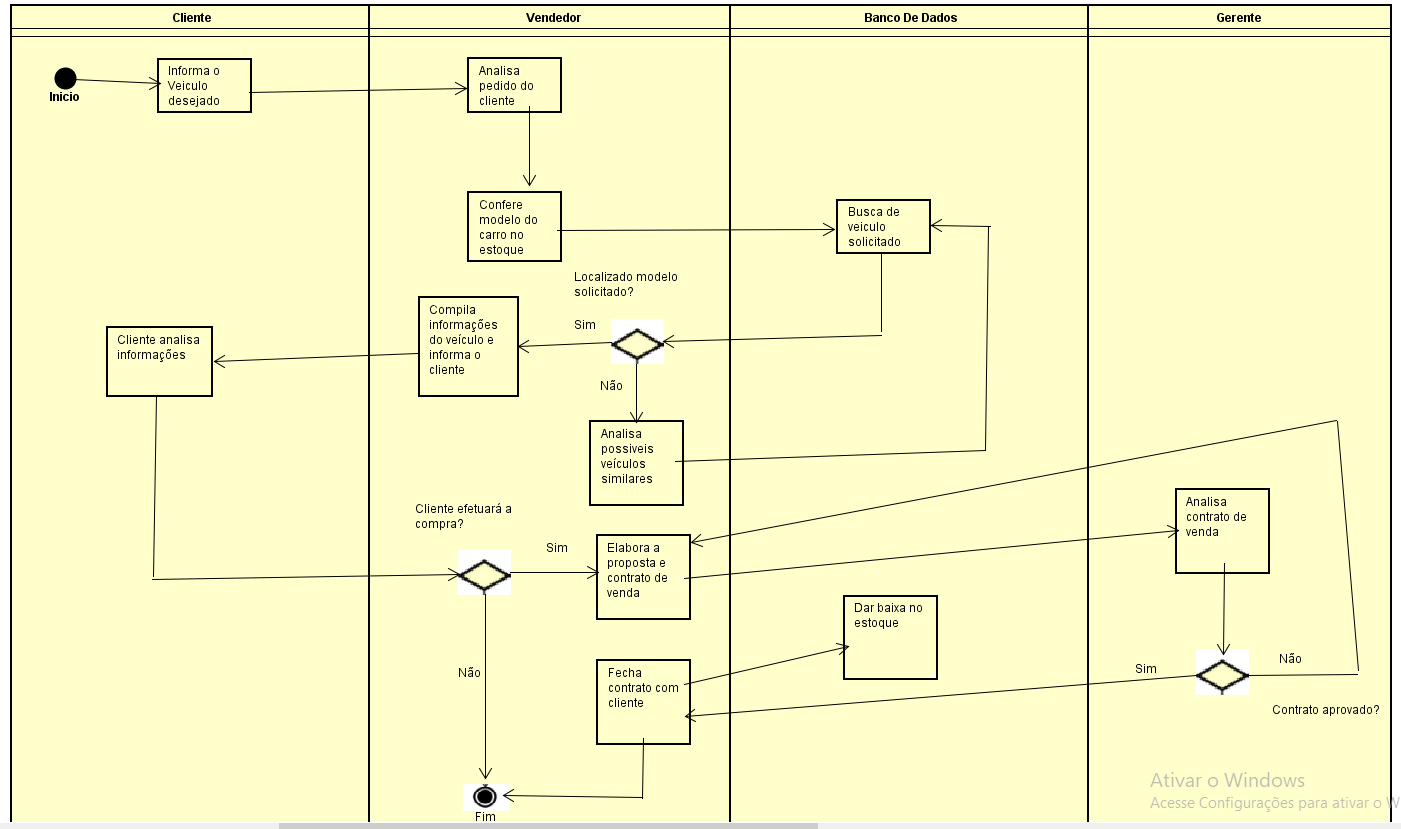 Cliente
Vendedor
Banco De Dados
Gerente
Inicio
Informa o
Veiculo
desejado
Analisa
pedido do
cliente
Confere
modelo do
carro no
estoque
Busca de
veiculo
solicitado
Localizado modelo
solicitado?
Sim
Não
Compila
informações
do veículo e
informa o
cliente
Cliente analisa
informações
Analisa
possiveis
veículos
similares
Cliente efetuará a
compra?
Sim
Não
Elabora a
proposta e
contrato de
venda
Analisa
contrato de
venda
Dar baixa no
estoque
Fecha
contrato com
cliente
Sim
Não
Contrato aprovado?
Fim
Ativar o Windows
Acesse Configurações para ativar o W